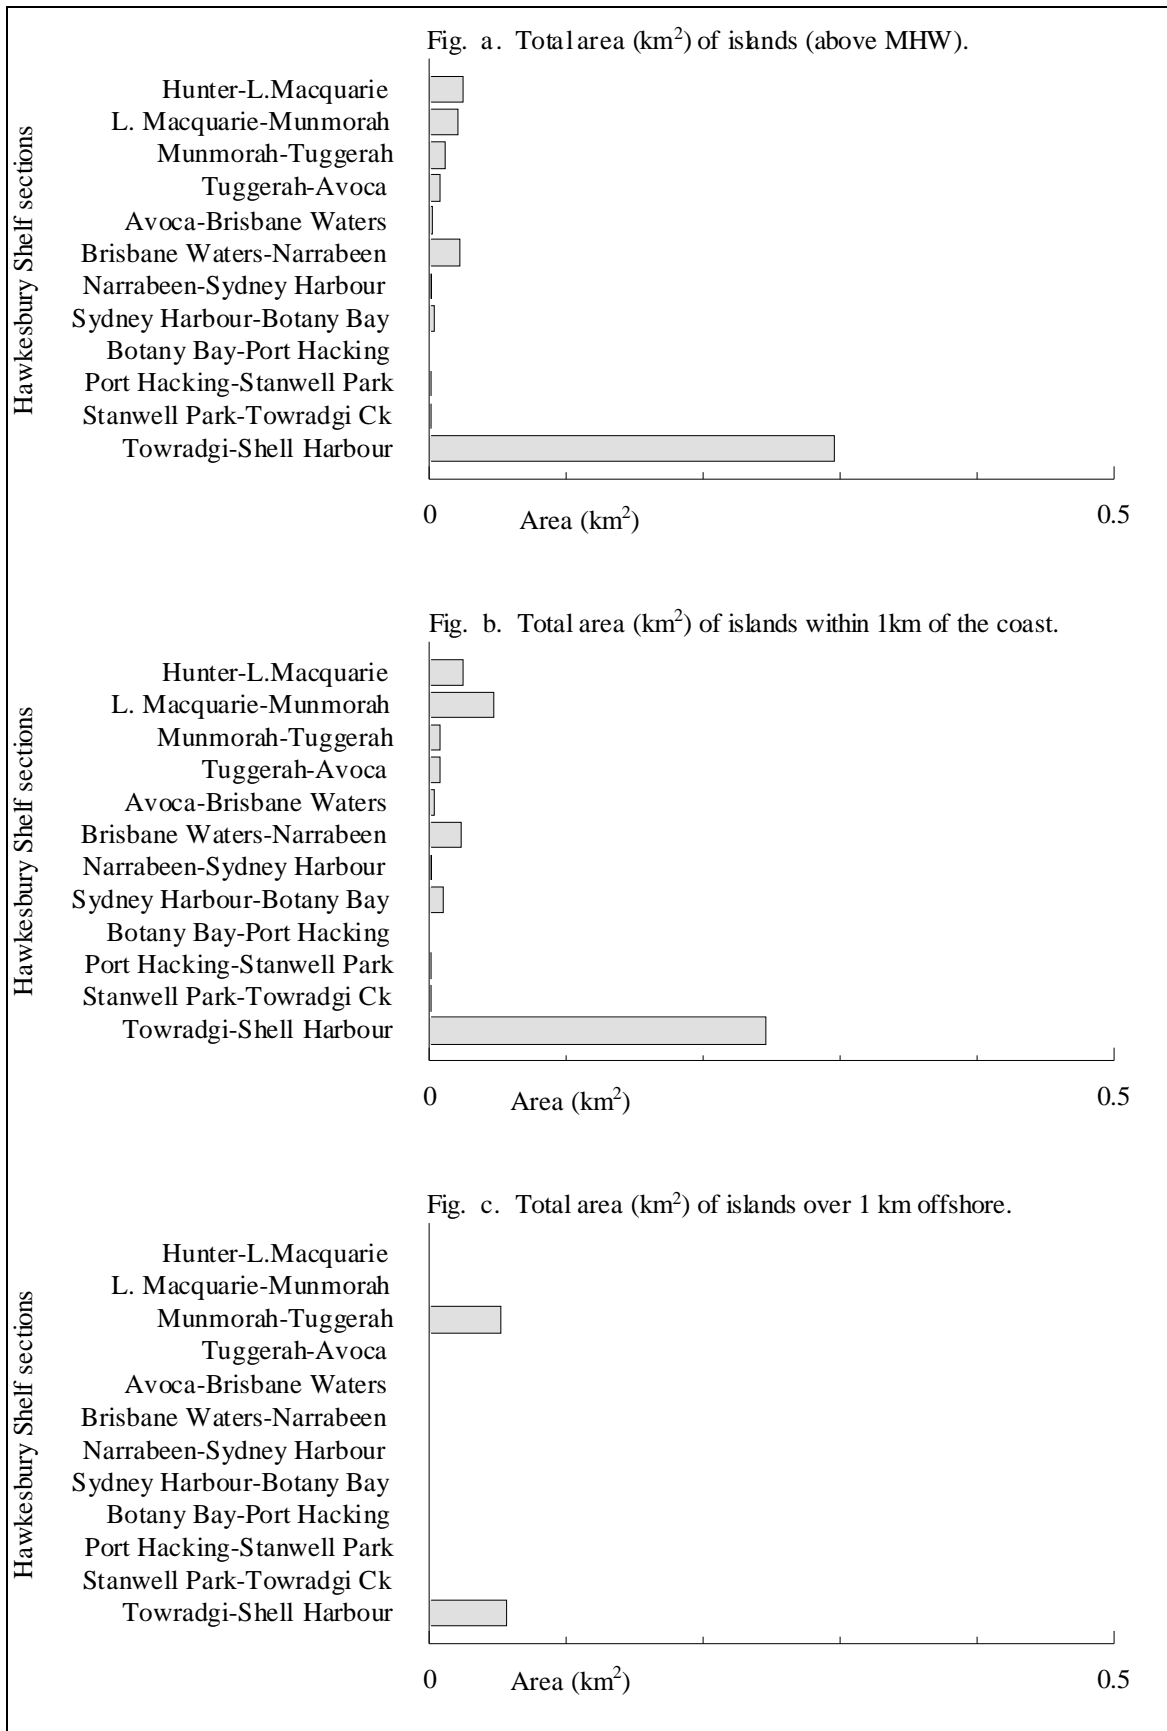 Fig. a. Total area (km²) of islands (above MHW).
Hawkesbury Shelf sections
Hunter-L.Macquarie
L. Macquarie-Munmorah
Munmorah-Tuggerah
Tuggerah-Avoca
Avoca-Brisbane Waters
Brisbane Waters-Narrabeen
Narrabeen-Sydney Harbour
Sydney Harbour-Botany Bay
Botany Bay-Port Hacking
Port Hacking-Stanwell Park
Stanwell Park-Towradgi Ck
Towradgi-Shell Harbour
0
0.5
Area (km²)
Fig. b. Total area (km²) of islands within 1km of the coast.
Hawkesbury Shelf sections
Hunter-L.Macquarie
L. Macquarie-Munmorah
Munmorah-Tuggerah
Tuggerah-Avoca
Avoca-Brisbane Waters
Brisbane Waters-Narrabeen
Narrabeen-Sydney Harbour
Sydney Harbour-Botany Bay
Botany Bay-Port Hacking
Port Hacking-Stanwell Park
Stanwell Park-Towradgi Ck
Towradgi-Shell Harbour
0
0.5
Area (km²)
Fig. c. Total area (km²) of islands over 1 km offshore.
Hawkesbury Shelf sections
Hunter-L.Macquarie
L. Macquarie-Munmorah
Munmorah-Tuggerah
Tuggerah-Avoca
Avoca-Brisbane Waters
Brisbane Waters-Narrabeen
Narrabeen-Sydney Harbour
Sydney Harbour-Botany Bay
Botany Bay-Port Hacking
Port Hacking-Stanwell Park
Stanwell Park-Towradgi Ck
Towradgi-Shell Harbour
0
0.5
Area (km²)